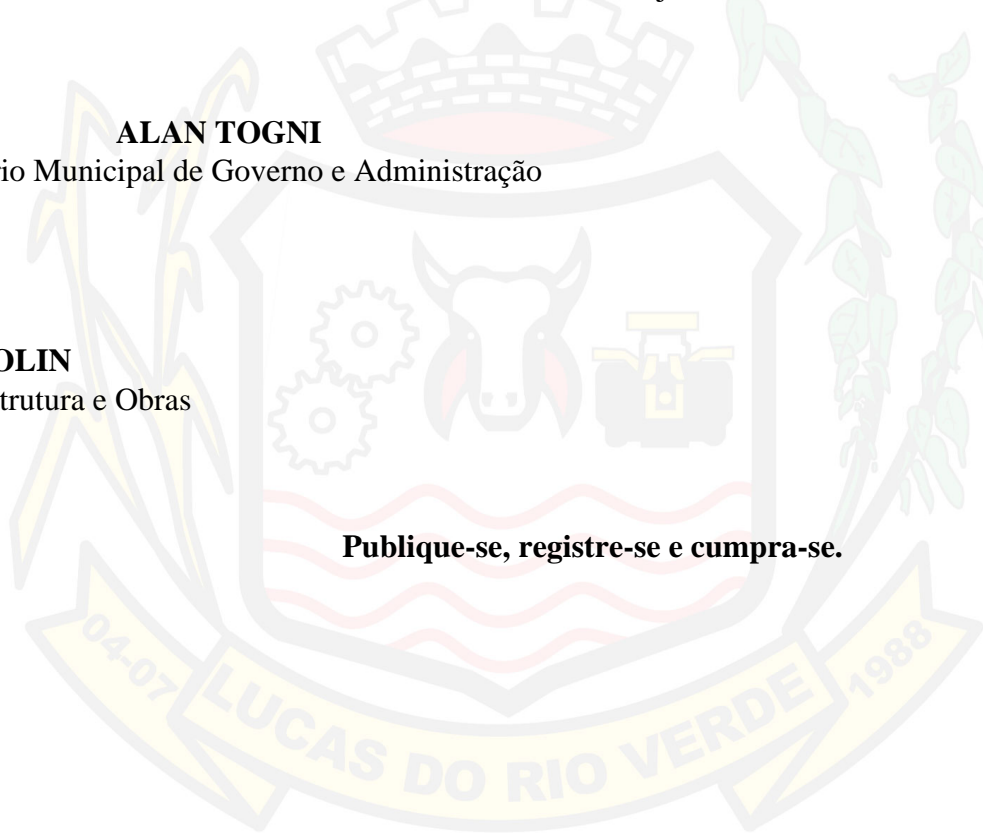 ALAN TOGNI
rio Municipal de Governo e Administração
OLIN
trutura e Obras
Publique-se, registre-se e cumpra-se.
04-07
LUCAS DO RIO VERDE
1988